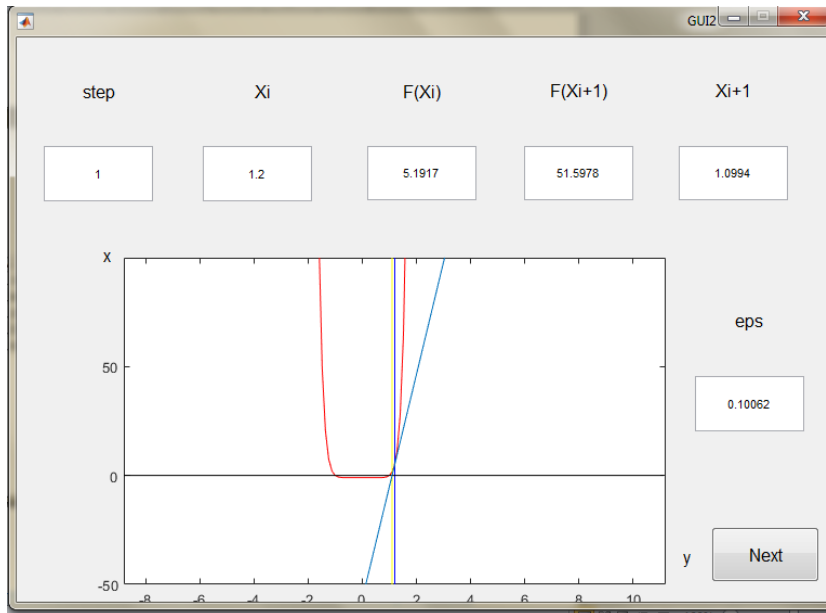 GUI2
step Xi F(Xi) F(Xi+1) Xi+1
1 1.2 5.1917 51.5978 1.0994
X
50
0
-50
-8 -6 -4 -2 0 2 4 6 8 10
eps
0.10062
y
Next